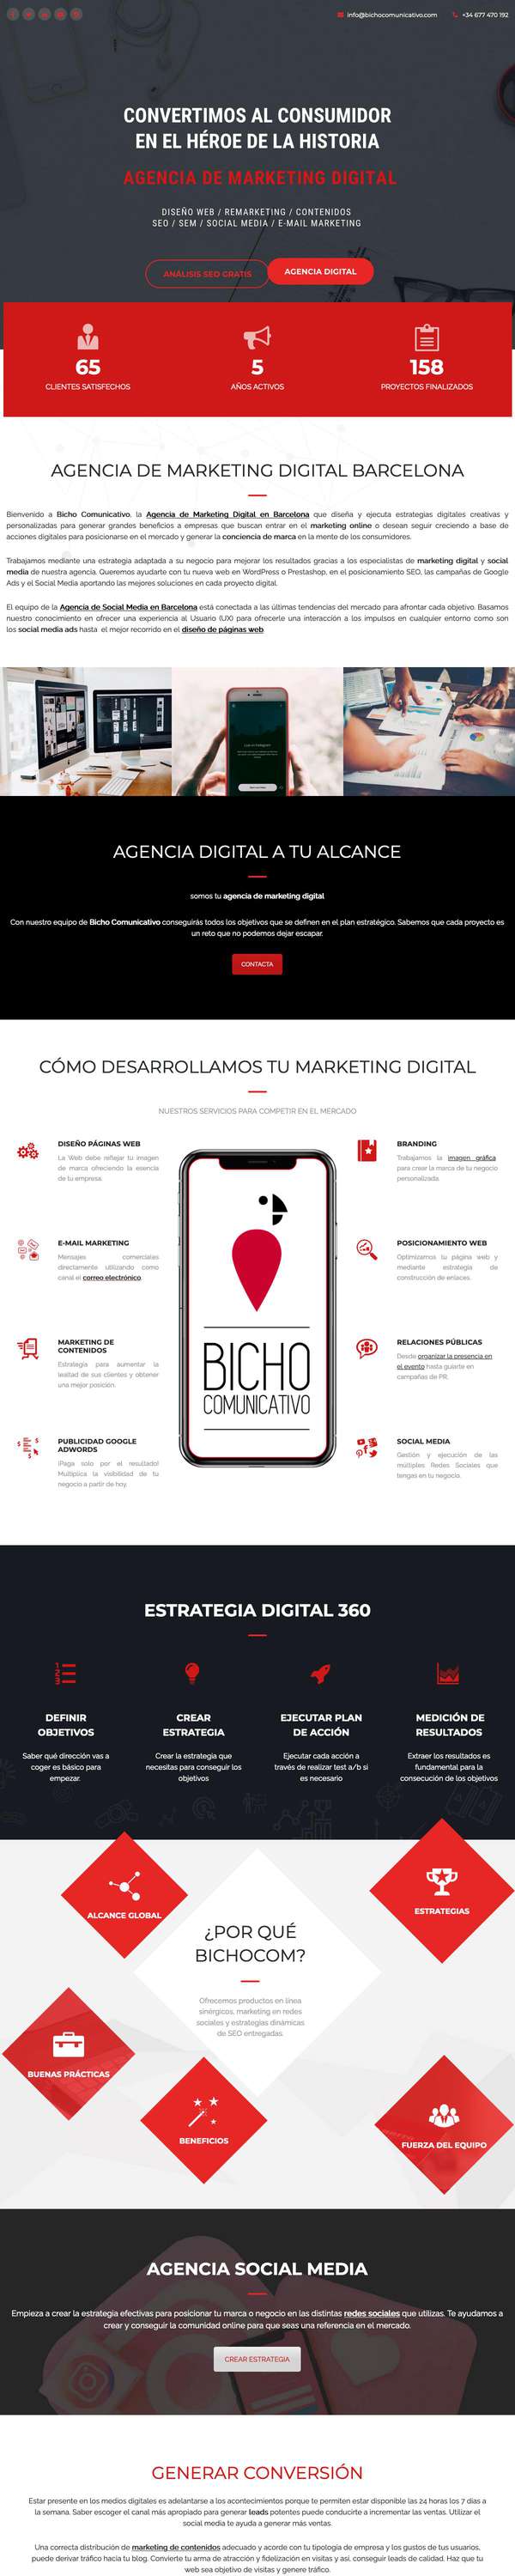 info@bichocomunicativo.com +34 677 470 192
CONVERTIMOS AL CONSUMIDOR
EN EL HÉROE DE LA HISTORIA
AGENCIA DE MARKETING DIGITAL
DISEÑO WEB / REMARKETING / CONTENIDOS
SEO / SEM / SOCIAL MEDIA / E-MAIL MARKETING
ANÁLISIS SEO GRATIS
AGENCIA DIGITAL
65
CLIENTES SATISFECHOS
5
AÑOS ACTIVOS
158
PROYECTOS FINALIZADOS
AGENCIA DE MARKETING DIGITAL BARCELONA
Bienvenido a Bicho Comunicativo, la Agencia de Marketing Digital en Barcelona que diseña y ejecuta estrategias digitales creativas y
personalizadas para generar grandes beneficios a empresas que buscan entrar en el marketing online o desean seguir creciendo a base de
acciones digitales para posicionarse en el mercado y generar la conciencia de marca en la mente de los consumidores.
Trabajamos mediante una estrategia adaptada a su negocio para mejorar los resultados gracias a los especialistas de marketing digital y social
media de nuestra agencia. Queremos ayudarte con tu nueva web en WordPress o Prestashop, en el posicionamiento SEO, las campañas de Google
Ads y el Social Media aportando las mejores soluciones en cada proyecto digital.
El equipo de la Agencia de Social Media en Barcelona está conectada a las últimas tendencias del mercado para afrontar cada objetivo. Basamos
nuestro conocimiento en ofrecer una experiencia al Usuario (UX) para ofrecerle una interacción a los impulsos en cualquier entorno como son
los social media ads hasta el mejor recorrido en el diseño de páginas web
AGENCIA DIGITAL A TU ALCANCE
somos tu agencia de marketing digital
Con nuestro equipo de Bicho Comunicativo conseguirás todos los objetivos que se definen en el plan estratégico. Sabemos que cada proyecto es
un reto que no podemos dejar escapar.
CONTACTA
CÓMO DESARROLLAMOS TU MARKETING DIGITAL
NUESTROS SERVICIOS PARA COMPETIR EN EL MERCADO
DISEÑO PÁGINAS WEB
La Web debe reflejar tu imagen
de marca ofreciendo la esencia
de tu empresa.
E-MAIL MARKETING
Mensajes comerciales
directamente utilizando como
canal el correo electrónico.
MARKETING DE
CONTENIDOS
Estrategia para aumentar la
lealtad de sus clientes y obtener
una mejor posición.
PUBLICIDAD GOOGLE
ADWORDS
¡Paga solo por el resultado!
Multiplica la visibilidad de tu
negocio a partir de hoy.
BICHO
COMUNICATIVO
BRANDING
Trabajamos la imagen gráfica
para crear la marca de tu negocio
personalizada.
POSICIONAMIENTO WEB
Optimizamos tu página web y
mediante estrategia de
construcción de enlaces.
RELACIONES PÚBLICAS
Desde organizar la presencia en
el evento hasta guiarte en
campañas de PR.
SOCIAL MEDIA
Gestión y ejecución de las
múltiples Redes Sociales que
tengas en tu negocio.
ESTRATEGIA DIGITAL 360
DEFINIR
OBJETIVOS
Saber qué dirección vas a
coger es básico para
empezar.
CREAR
ESTRATEGIA
Crear la estrategia que
necesitas para conseguir los
objetivos
EJECUTAR PLAN
DE ACCIÓN
Ejecutar cada acción a
través de realizar test a/b si
es necesario
MEDICIÓN DE
RESULTADOS
Extraer los resultados es
fundamental para la
consecución de los objetivos
ALCANCE GLOBAL
ESTRATEGIAS
¿POR QUÉ
BICHOCOM?
Ofrecemos productos en línea
sinérgicos, marketing en redes
sociales y estrategias dinámicas
de SEO entregadas.
BUENAS PRÁCTICAS
BENEFICIOS
FUERZA DEL EQUIPO
AGENCIA SOCIAL MEDIA
Empieza a crear la estrategia efectivas para posicionar tu marca o negocio en las distintas redes sociales que utilizas. Te ayudamos a
crear y conseguir la comunidad online para que seas una referencia en el mercado.
CREAR ESTRATEGIA
GENERAR CONVERSIÓN
Estar presente en los medios digitales es adelantarse a los acontecimientos porque te permiten estar disponible las 24 horas los 7 días a
la semana. Saber escoger el canal más apropiado para generar leads potentes puede conducirte a incrementar las ventas. Utilizar el
social media te ayuda a generar más ventas.
Una correcta distribución de marketing de contenidos adecuado y acorde con tu tipología de empresa y los gustos de tus usuarios,
puede derivar tráfico hacia tu blog. Convierte tu arma de atracción y fidelización en visitas y así, conseguir leads de calidad. Haz que tu
web sea objetivo de visitas y genere tráfico.